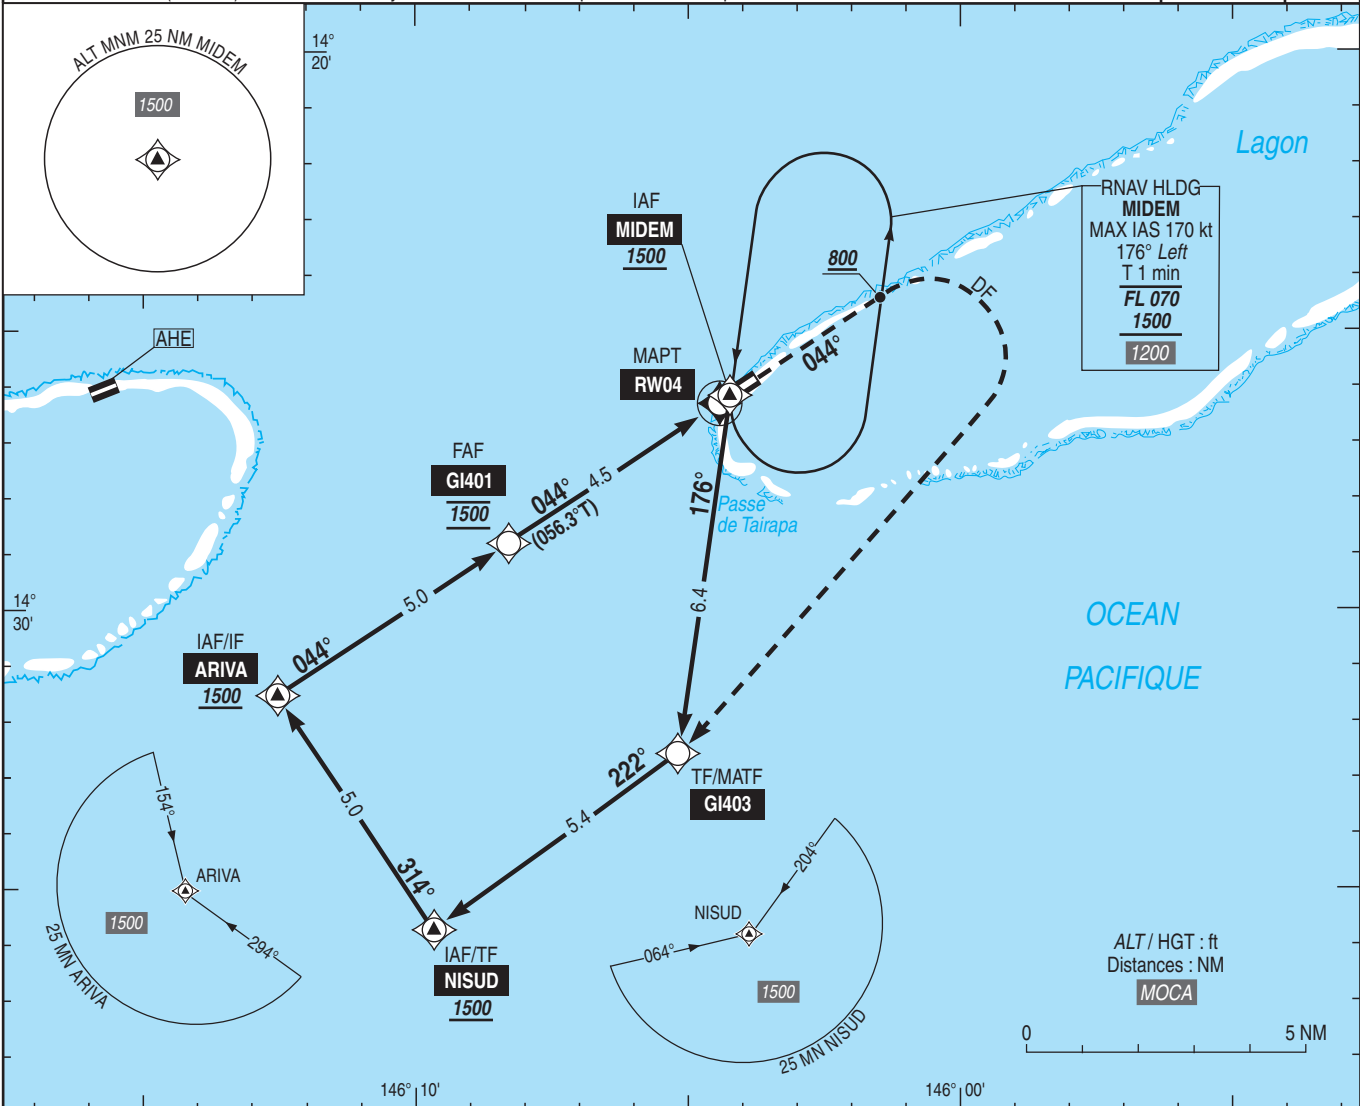 ALT MNM 25 NM MIDEM
1500
14°
20'
Lagon
IAF
MIDEM
1500
800
DF
RNAV HLDG
MIDEM
MAX IAS 170 kt
176° Left
T 1 min
FL 070
1500
1200
AHE
MAPT
RW04
044°
FAF
GI401
1500
044°
4.5
(056.3°T)
176°
Passe
de Tairapa
5.0
6.4
14°
30'
OCEAN
PACIFIQUE
IAF/IF
ARIVA
1500
044°
222°
TF/MATF
GI403
5.0
5.4
154°
ARIVA
1500
294°
25 MN ARIVA
314°
204°
NISUD
064°
1500
25 MN NISUD
IAF/TF
NISUD
1500
ALT / HGT : ft
Distances : NM
MOCA
0
5 NM
146° 10'
146° 00'